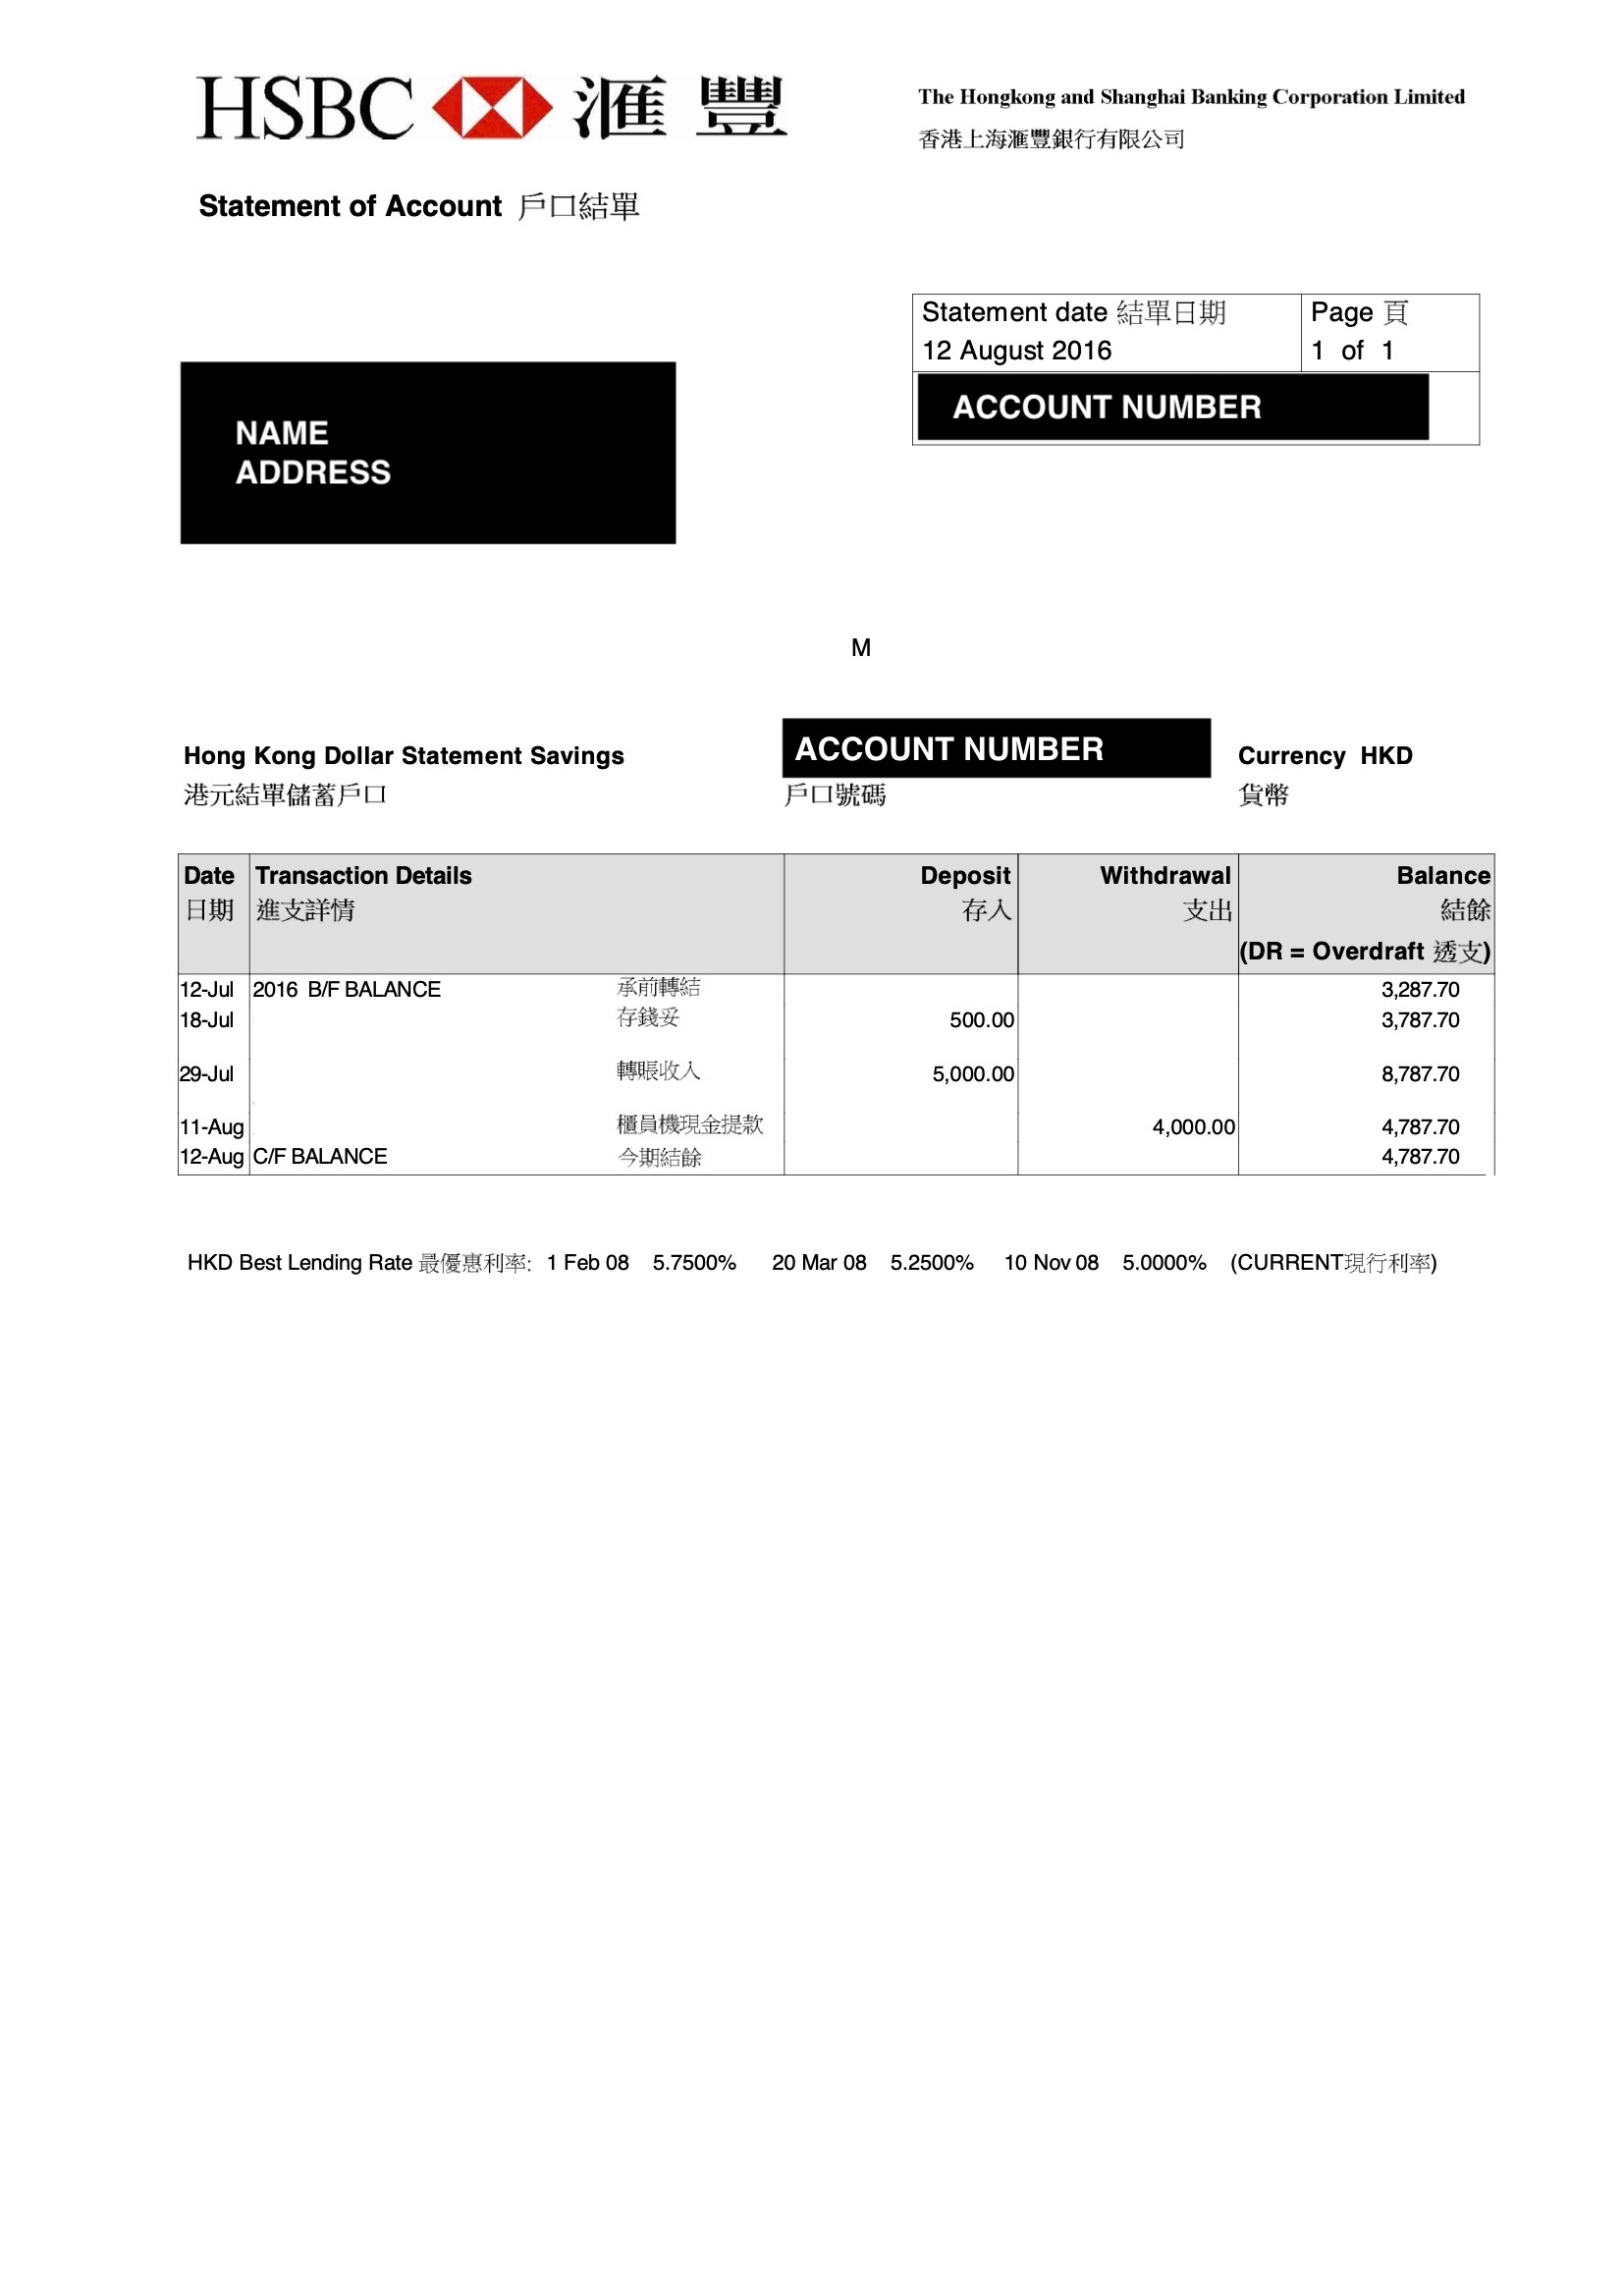 HSBC 滙豐
The Hongkong and Shanghai Banking Corporation Limited
香港上海滙豐銀行有限公司
Statement of Account 戶口結單
Statement date 結單日期 Page 頁
12 August 2016 1 of 1
ACCOUNT NUMBER
NAME
ADDRESS
M
Hong Kong Dollar Statement Savings ACCOUNT NUMBER Currency HKD
港元結單儲蓄戶口 戶口號碼 貨幣
Date Transaction Details Deposit Withdrawal Balance
日期 進支詳情 存入 支出 結餘
(DR = Overdraft 透支)
12-Jul 2016 B/F BALANCE 承前轉結 3,287.70
18-Jul 存錢妥 500.00 3,787.70
29-Jul 轉賬收入 5,000.00 8,787.70
11-Aug 櫃員機現金提款 4,000.00 4,787.70
12-Aug C/F BALANCE 今期結餘 4,787.70
HKD Best Lending Rate 最優惠利率: 1 Feb 08 5.7500% 20 Mar 08 5.2500% 10 Nov 08 5.0000% (CURRENT現行利率)